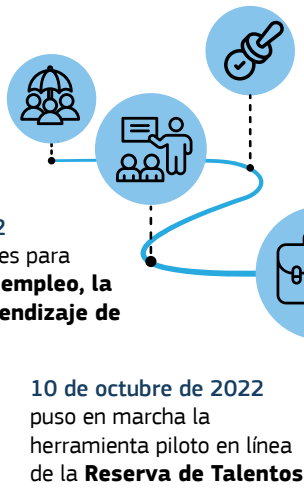 2
es para
empleo, la
endizaje de
10 de octubre de 2022
puso en marcha la
herramienta piloto en línea
de la Reserva de Talentos